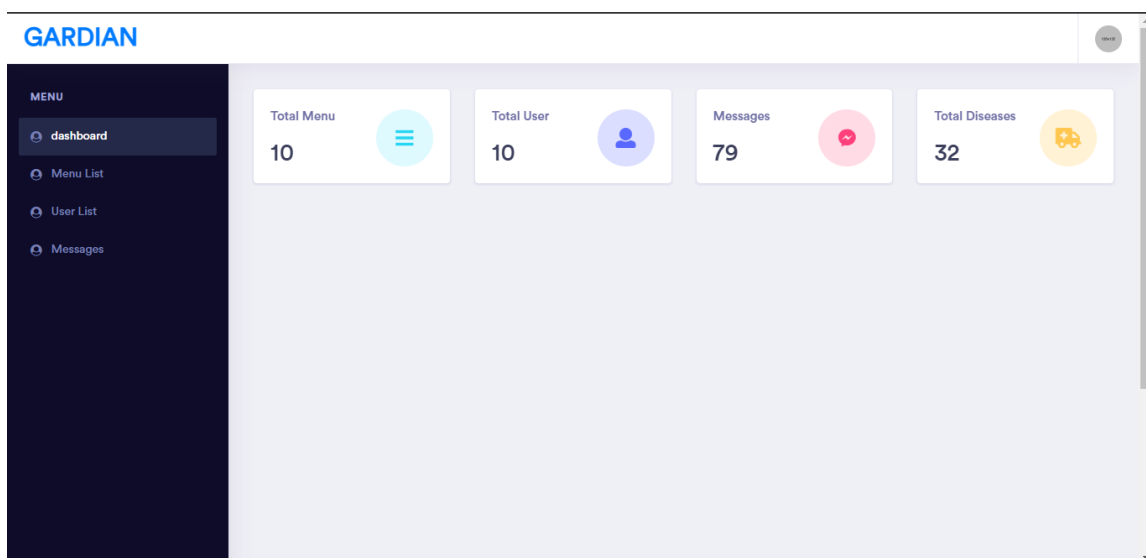 GARDIAN
MENU
dashboard
Menu List
User List
Messages
Total Menu
10
Total User
10
Messages
79
Total Diseases
32